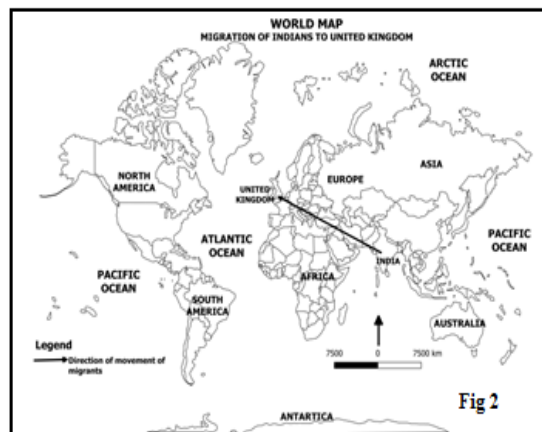 WORLD MAP
MIGRATION OF INDIANS TO UNITED KINGDOM
ARCTIC
OCEAN
NORTH
AMERICA
EUROPE
ASIA
UNITED
KINGDOM
ATLANTIC
OCEAN
PACIFIC
OCEAN
INDIA
AFRICA
PACIFIC
OCEAN
SOUTH
AMERICA
AUSTRALIA
Legend
Direction of movement of
migrants
7500 0 7500 km
Fig 2
ANTARTICA